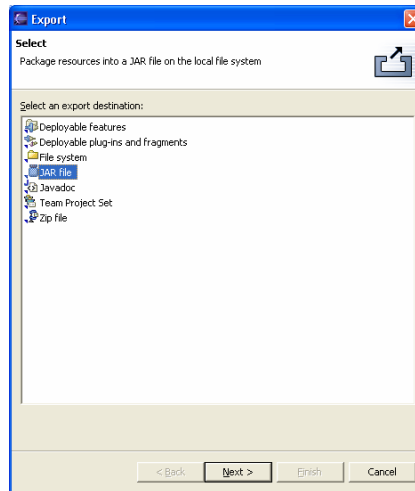 Export
Select
Package resources into a JAR file on the local file system
Select an export destination:
Deployable features
Deployable plug-ins and fragments
File system
JAR file
Javadoc
Team Project Set
Zip file
< Back Next > Finish Cancel